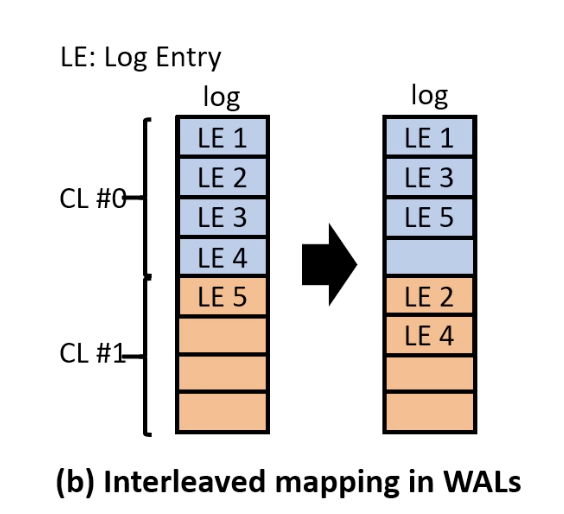 LE: Log Entry
log
log
CL #0
LE 1
LE 2
LE 3
LE 4
CL #1
LE 5
LE 1
LE 3
LE 5
LE 2
LE 4
(b) Interleaved mapping in WALs